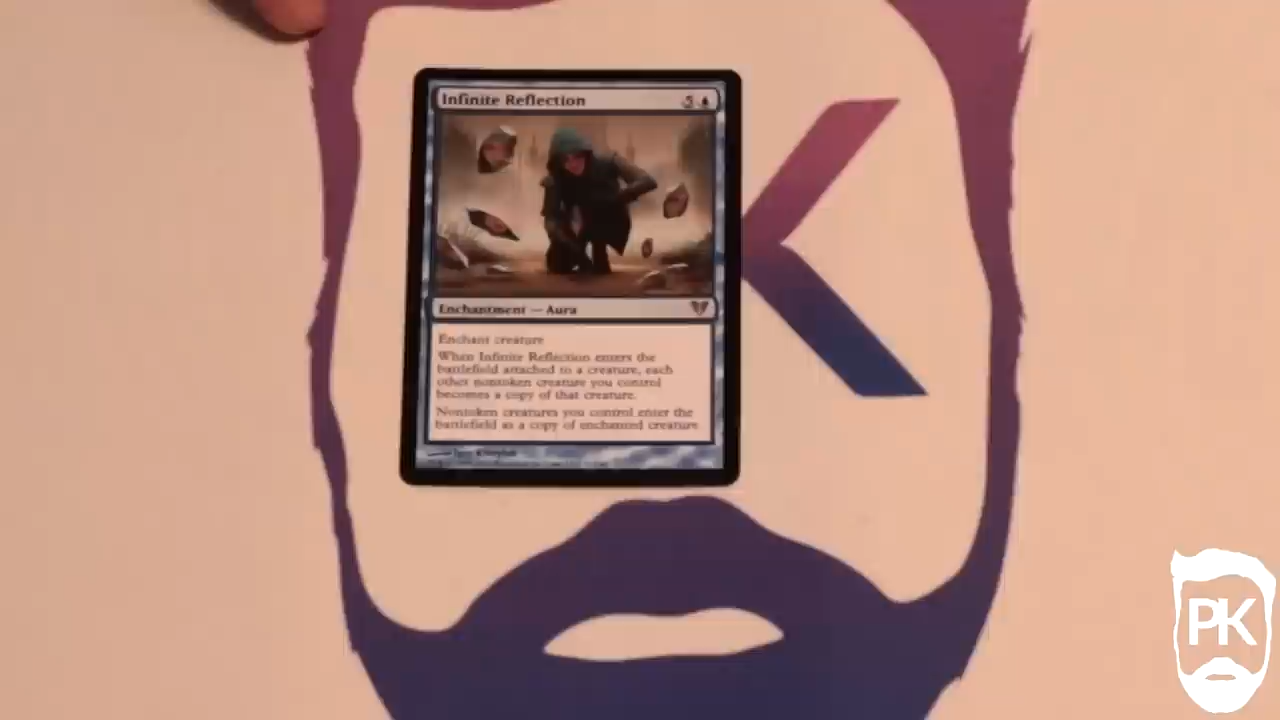 Infinite Reflection 5
Enchantment — Aura
Enchant creature
When Infinite Reflection enters the
battlefield attached to a creature, each
other nontoken creature you control
becomes a copy of that creature.
Nontoken creatures you control enter the
battlefield as a copy of enchanted creature
K
PK